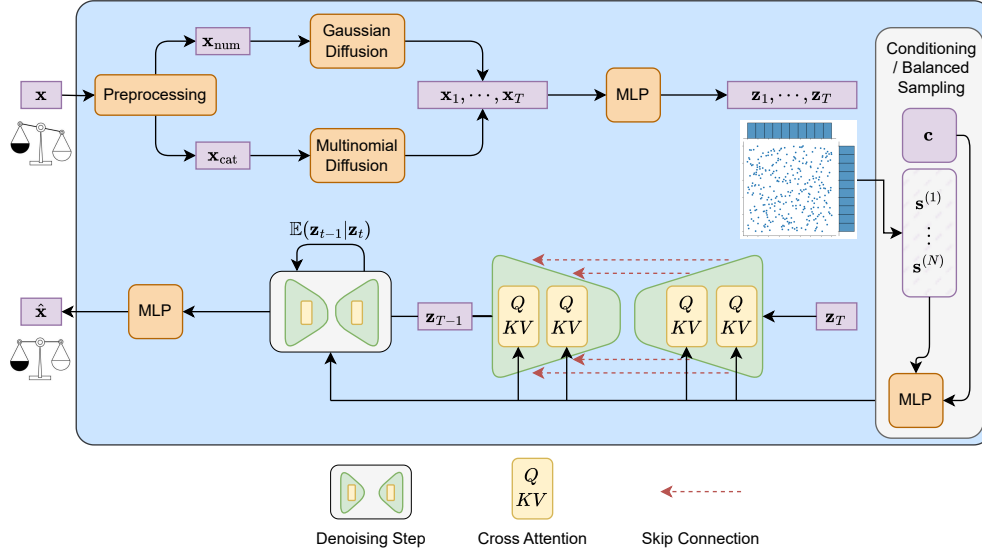 x
Preprocessing
x_num
x_cat
Gaussian
Diffusion
Multinomial
Diffusion
x_1, ⋯, x_T
MLP
z_1, ⋯, z_T
Conditioning
/ Balanced
Sampling
c
s^(1)
⋮
s^(N)
MLP
z_T
Q
KV
Q
KV
Q
KV
Q
KV
z_{T−1}
𝔼(z_{t−1}|z_t)
MLP
x̂
Q
KV
Denoising Step
Cross Attention
Skip Connection